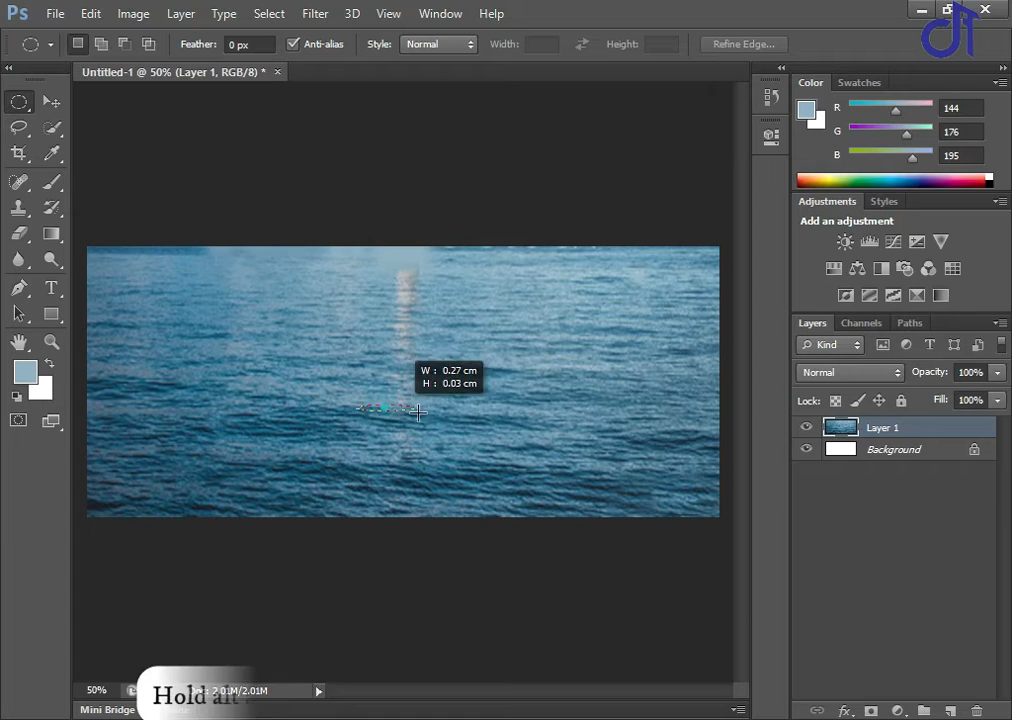 Ps File Edit Image Layer Type Select Filter 3D View Window Help
Feather: 0 px Anti-alias Style: Normal Width: Height: Refine Edge...
Untitled-1 @ 50% (Layer 1, RGB/8) * ×
Color Swatches
R 144
G 176
B 195
Adjustments Styles
Add an adjustment
Layers Channels Paths
Kind
Normal Opacity: 100%
Lock: Fill: 100%
Layer 1
Background
W : 0.27 cm
H : 0.03 cm
50% Doc: 2.01M/2.01M
Hold alt
Mini Bridge